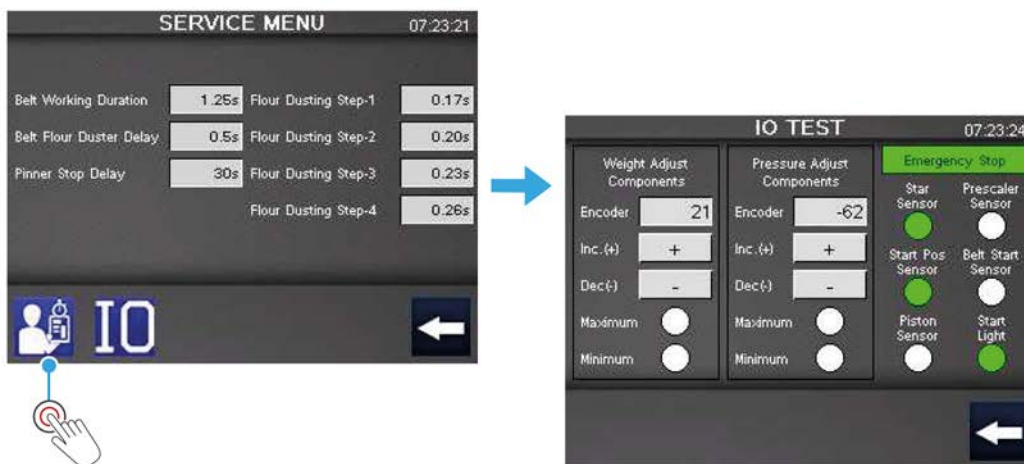 SERVICE MENU 07:23:21
Belt Working Duration 1.25s Flour Dusting Step-1 0.17s
Belt Flour Duster Delay 0.5s Flour Dusting Step-2 0.20s
Pinner Stop Delay 30s Flour Dusting Step-3 0.23s
Flour Dusting Step-4 0.26s
IO
IO TEST 07:23:24
Weight Adjust
Components
Encoder 21
Inc.(+) +
Dec(-) -
Maximum
Minimum
Pressure Adjust
Components
Encoder -62
Inc.(+) +
Dec(-) -
Maximum
Minimum
Emergency Stop
Star
Sensor
Prescaler
Sensor
Start Pos
Sensor
Belt Start
Sensor
Piston
Sensor
Start
Light